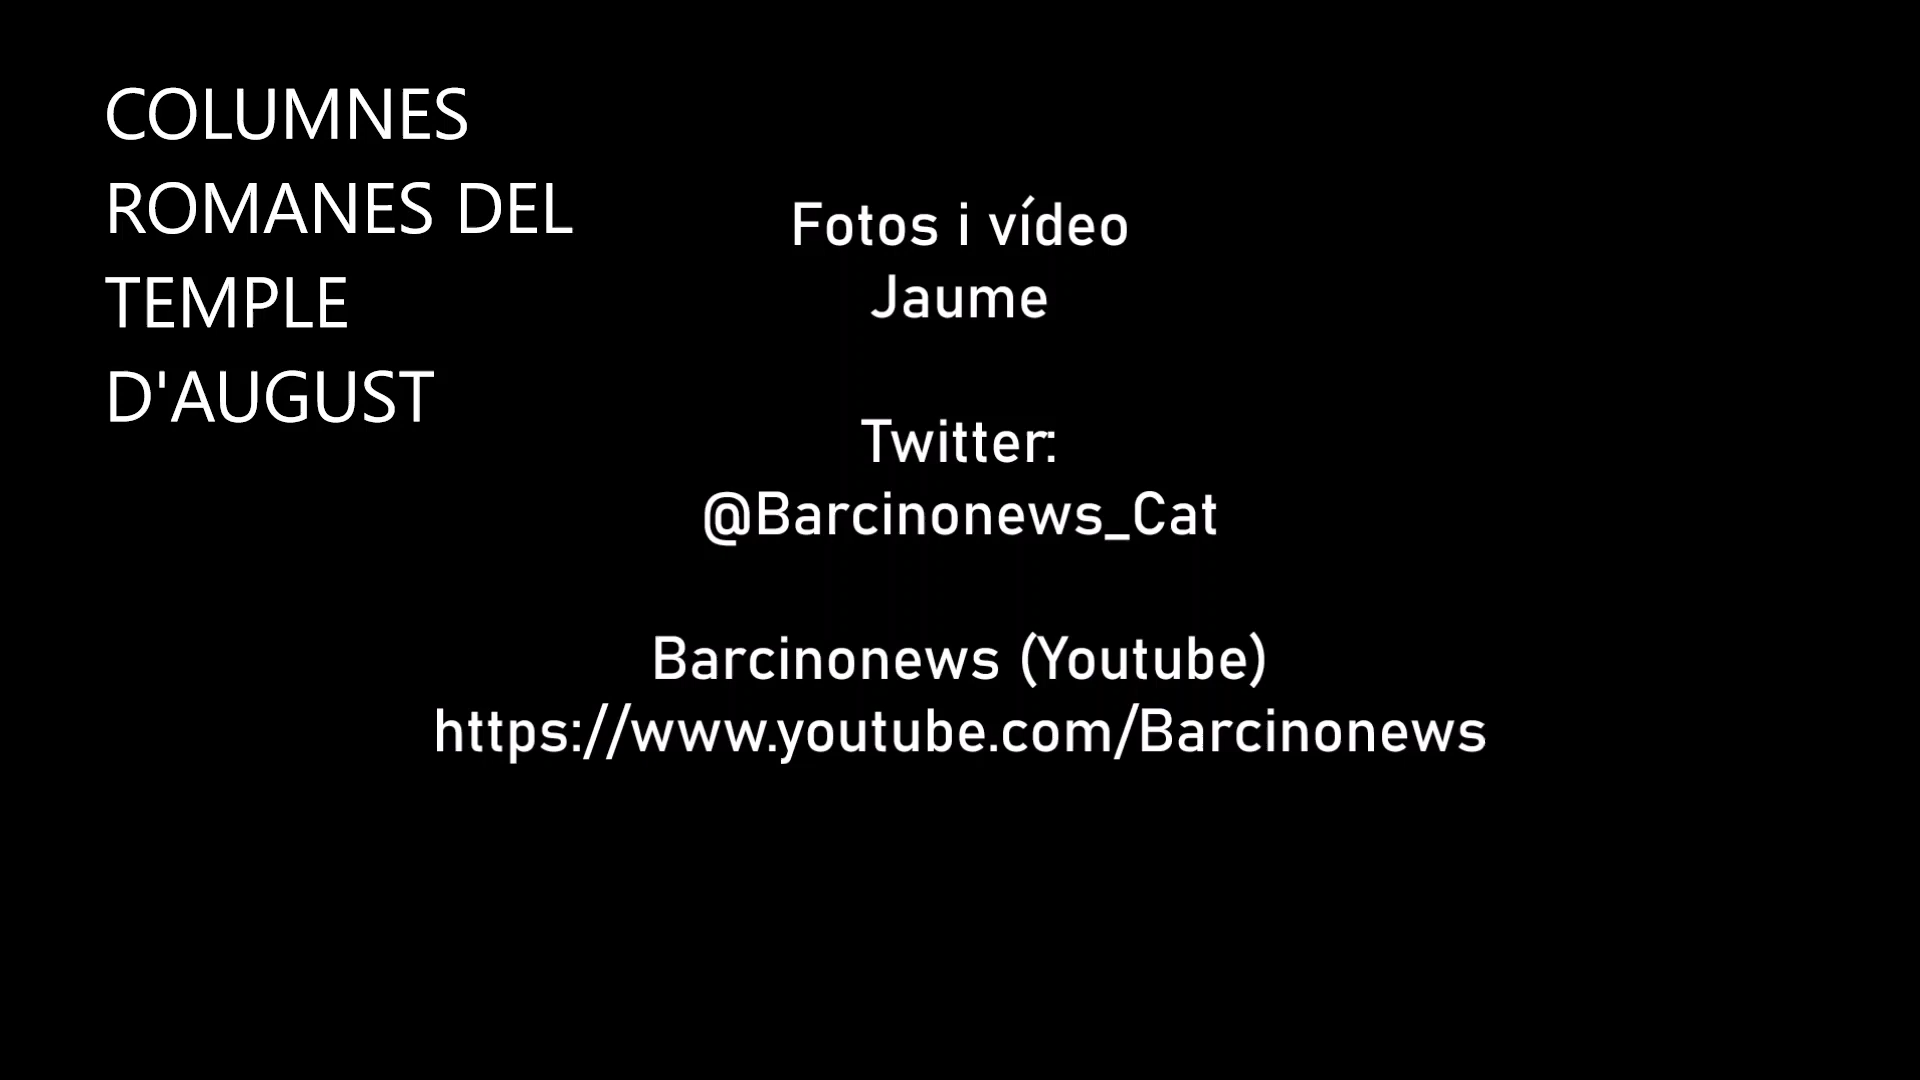 COLUMNES
ROMANES DEL
TEMPLE
D'AUGUST
Fotos i vídeo
Jaume
Twitter:
@Barcinonews_Cat
Barcinonews (Youtube)
https://www.youtube.com/Barcinonews